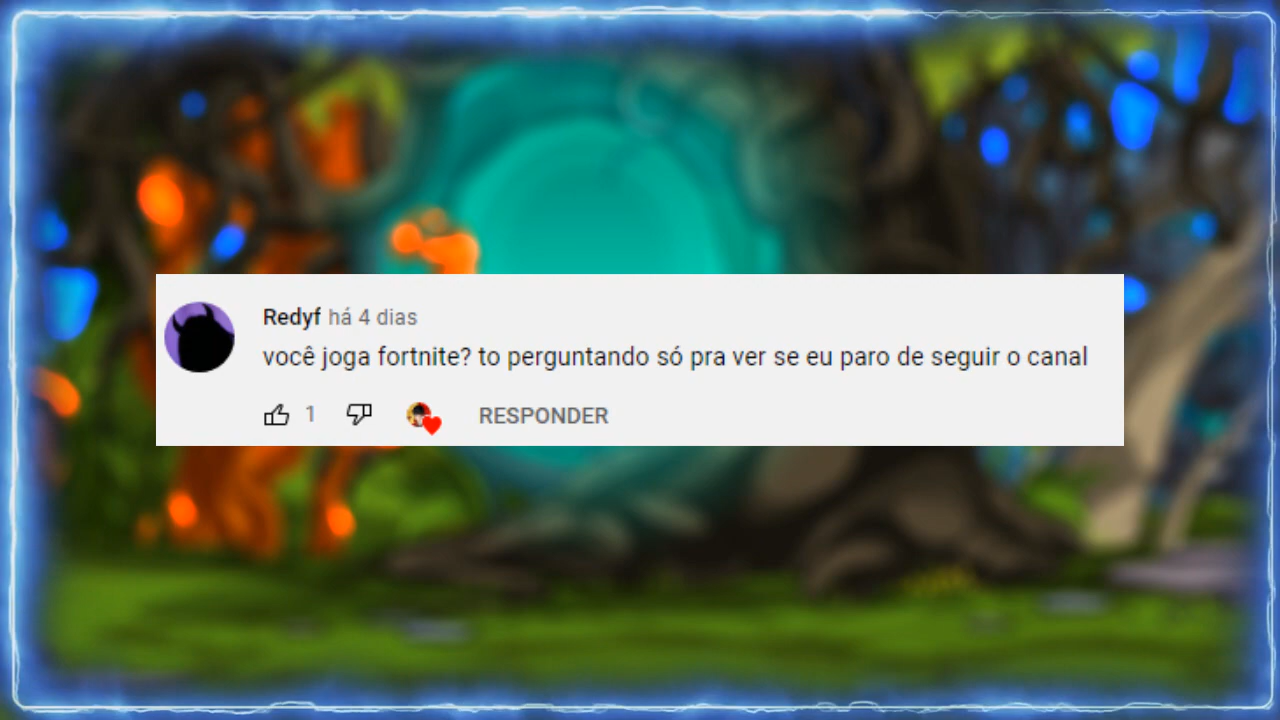 Redyf há 4 dias
você joga fortnite? to perguntando só pra ver se eu paro de seguir o canal
1 RESPONDER